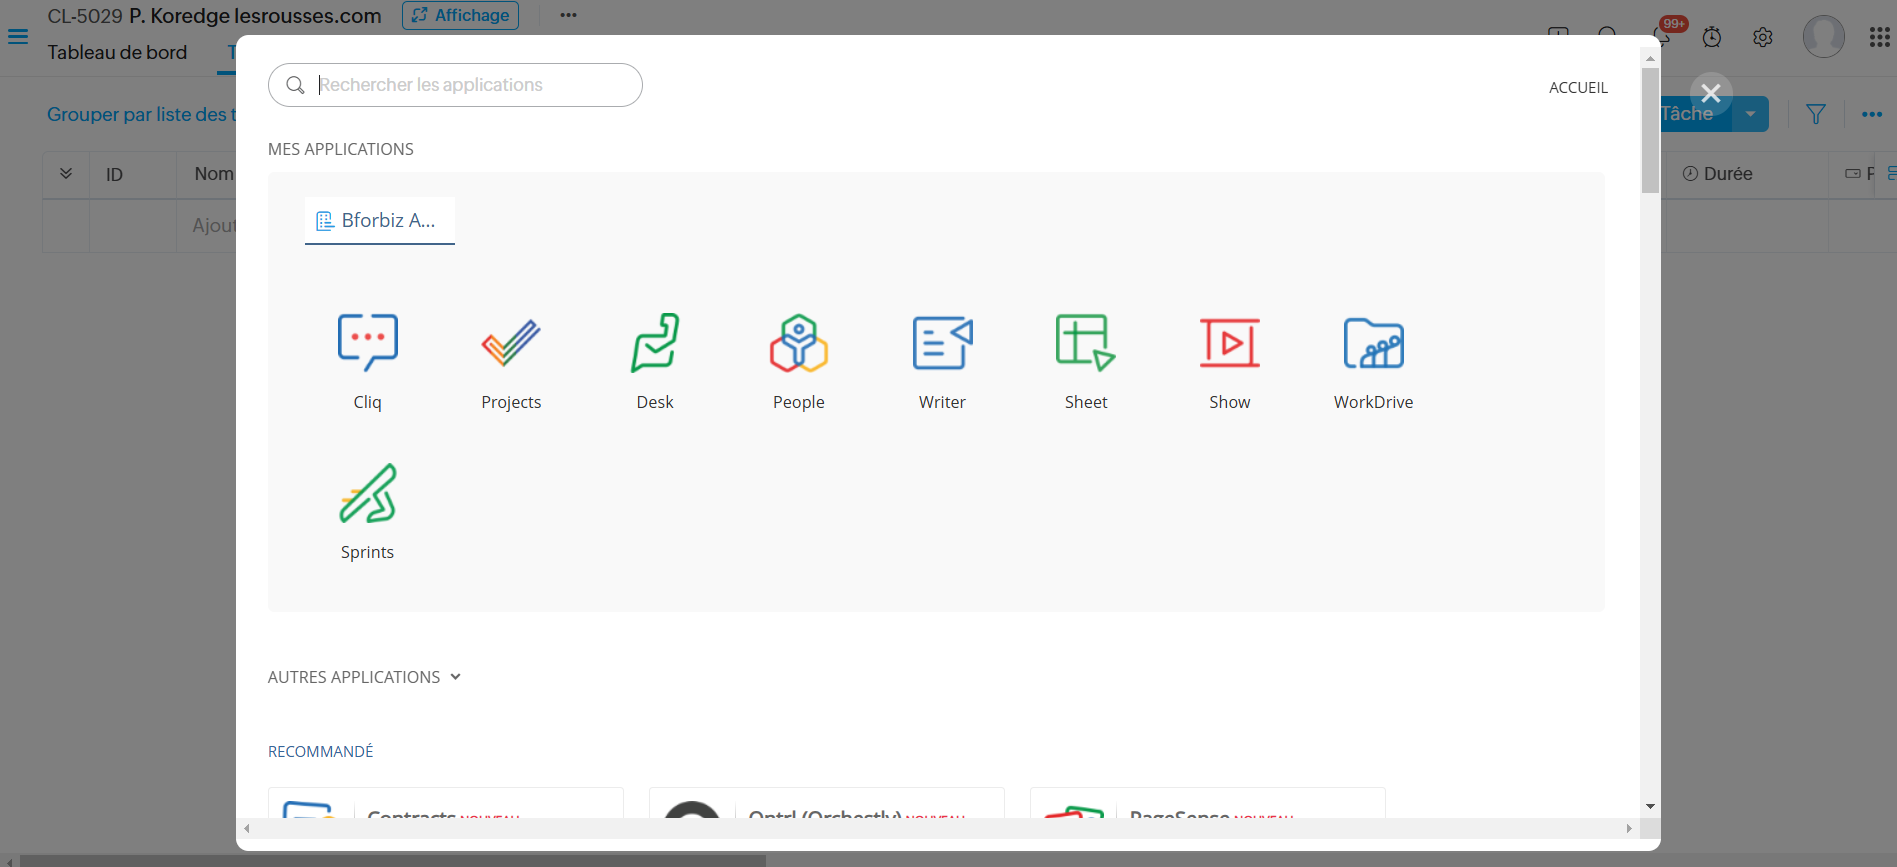 CL-5029 P. Koredge lesrousses.com Affichage
Tableau de bord T
99+
Grouper par liste des t
Tâche
ID Nom
Durée P
Ajout
Rechercher les applications
ACCUEIL
MES APPLICATIONS
Bforbiz A...
Cliq Projects Desk People Writer Sheet Show WorkDrive
Sprints
AUTRES APPLICATIONS
RECOMMANDÉ
Contracts NOUVEAU Qntrl (Orchestly) NOUVEAU PageSense NOUVEAU